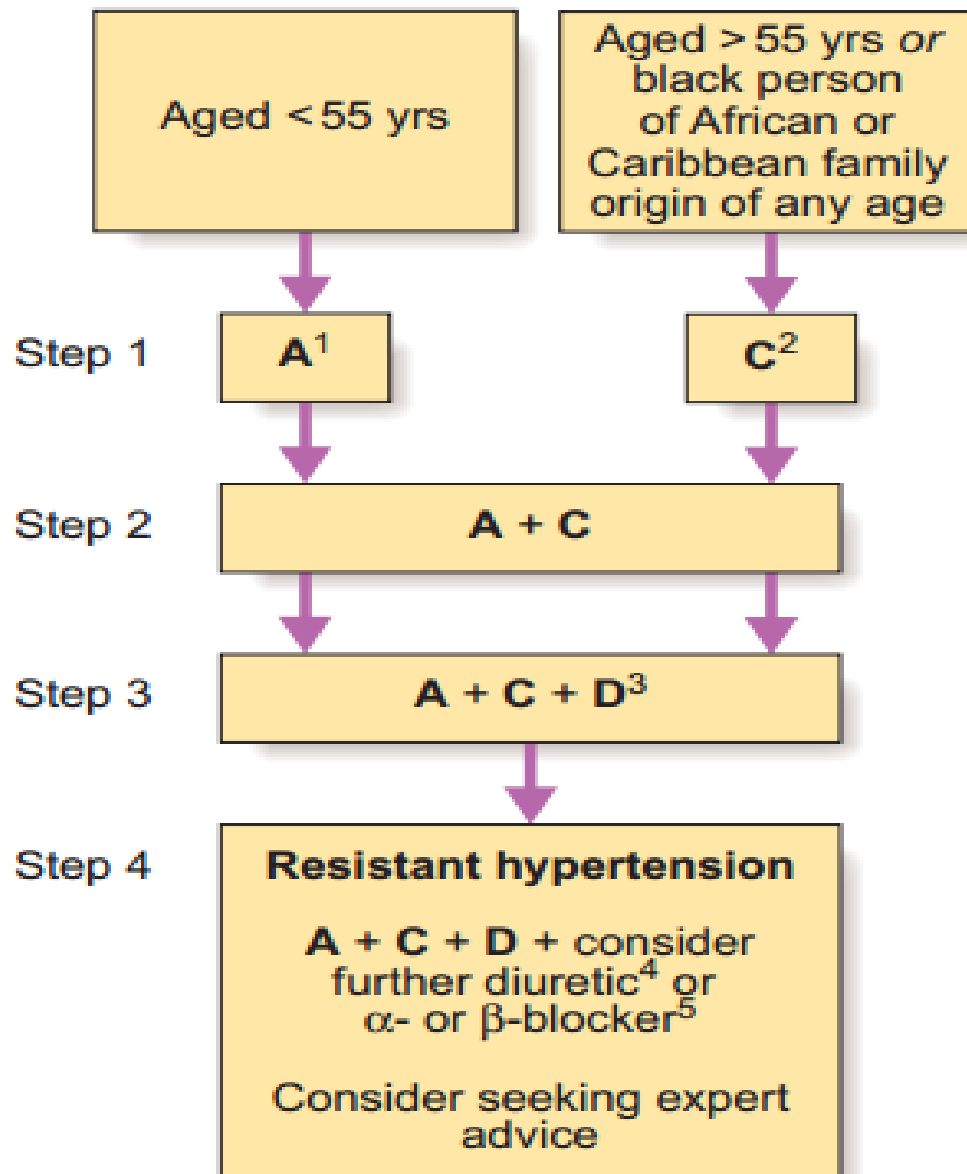 Aged < 55 yrs
Aged > 55 yrs or
black person
of African or
Caribbean family
origin of any age
Step 1
A¹
C²
Step 2
A + C
Step 3
A + C + D³
Step 4
Resistant hypertension
A + C + D + consider
further diuretic⁴ or
α- or β-blocker⁵
Consider seeking expert
advice